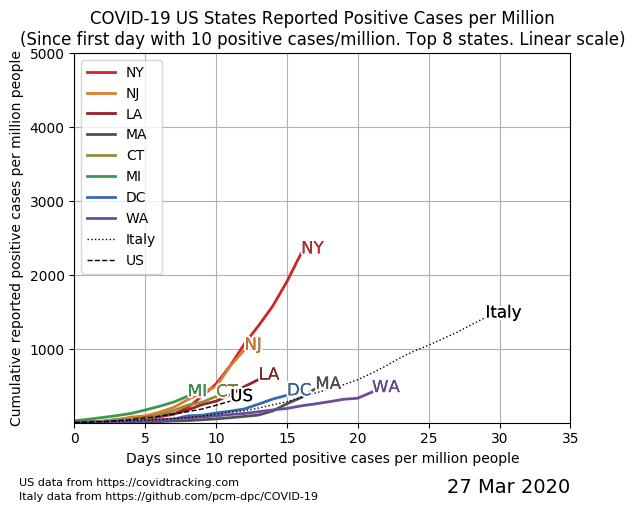 COVID-19 US States Reported Positive Cases per Million
(Since first day with 10 positive cases/million. Top 8 states. Linear scale)
Cumulative reported positive cases per million people
5000
4000
3000
2000
1000
NY
NJ
LA
MA
CT
MI
DC
WA
Italy
US
NY
Italy
NJ
LA
MI
CT
US
DC
MA
WA
0
5
10
15
20
25
30
35
Days since 10 reported positive cases per million people
US data from https://covidtracking.com
Italy data from https://github.com/pcm-dpc/COVID-19
27 Mar 2020